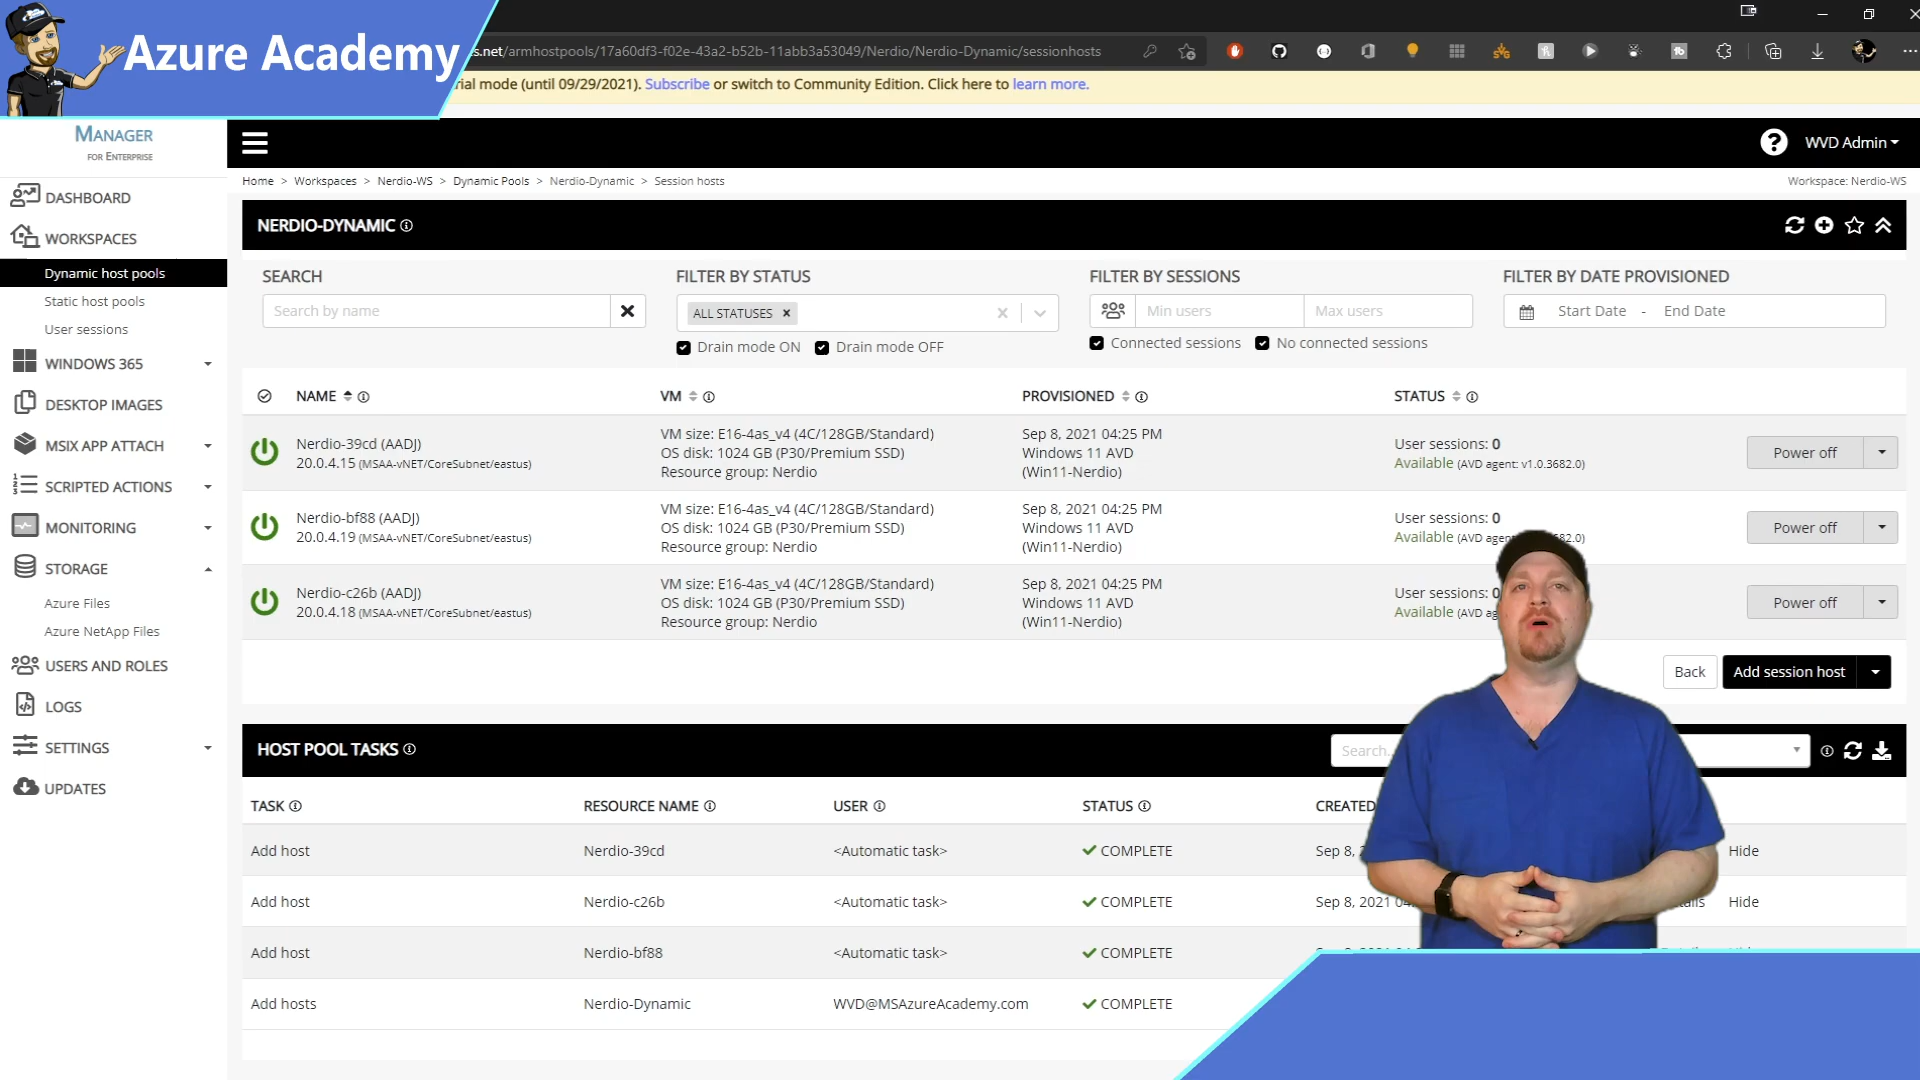 Azure Academy
s.net/armhostpools/17a60df3-f02e-43a2-b52b-11abb3a53049/Nerdio/Nerdio-Dynamic/sessionhosts
rial mode (until 09/29/2021). Subscribe or switch to Community Edition. Click here to learn more.
MANAGER
FOR ENTERPRISE
WVD Admin
Home > Workspaces > Nerdio-WS > Dynamic Pools > Nerdio-Dynamic > Session hosts
Workspace: Nerdio-WS
DASHBOARD
WORKSPACES
Dynamic host pools
Static host pools
User sessions
WINDOWS 365
DESKTOP IMAGES
MSIX APP ATTACH
SCRIPTED ACTIONS
MONITORING
STORAGE
Azure Files
Azure NetApp Files
USERS AND ROLES
LOGS
SETTINGS
UPDATES
NERDIO-DYNAMIC
SEARCH
Search by name
FILTER BY STATUS
ALL STATUSES
Drain mode ON
Drain mode OFF
FILTER BY SESSIONS
Min users
Max users
Connected sessions
No connected sessions
FILTER BY DATE PROVISIONED
Start Date - End Date
NAME
VM
PROVISIONED
STATUS
Nerdio-39cd (AADJ)
20.0.4.15 (MSAA-vNET/CoreSubnet/eastus)
VM size: E16-4as_v4 (4C/128GB/Standard)
OS disk: 1024 GB (P30/Premium SSD)
Resource group: Nerdio
Sep 8, 2021 04:25 PM
Windows 11 AVD
(Win11-Nerdio)
User sessions: 0
Available (AVD agent: v1.0.3682.0)
Power off
Nerdio-bf88 (AADJ)
20.0.4.19 (MSAA-vNET/CoreSubnet/eastus)
VM size: E16-4as_v4 (4C/128GB/Standard)
OS disk: 1024 GB (P30/Premium SSD)
Resource group: Nerdio
Sep 8, 2021 04:25 PM
Windows 11 AVD
(Win11-Nerdio)
User sessions: 0
Available (AVD agent 682.0)
Power off
Nerdio-c26b (AADJ)
20.0.4.18 (MSAA-vNET/CoreSubnet/eastus)
VM size: E16-4as_v4 (4C/128GB/Standard)
OS disk: 1024 GB (P30/Premium SSD)
Resource group: Nerdio
Sep 8, 2021 04:25 PM
Windows 11 AVD
(Win11-Nerdio)
User sessions: 0
Available (AVD ag
Power off
Back
Add session host
HOST POOL TASKS
Search
TASK
RESOURCE NAME
USER
STATUS
CREATED
Add host
Nerdio-39cd
<Automatic task>
COMPLETE
Sep 8, 2
Hide
Add host
Nerdio-c26b
<Automatic task>
COMPLETE
Sep 8, 2021 04:
Hide
Add host
Nerdio-bf88
<Automatic task>
COMPLETE
Add hosts
Nerdio-Dynamic
WVD@MSAzureAcademy.com
COMPLETE